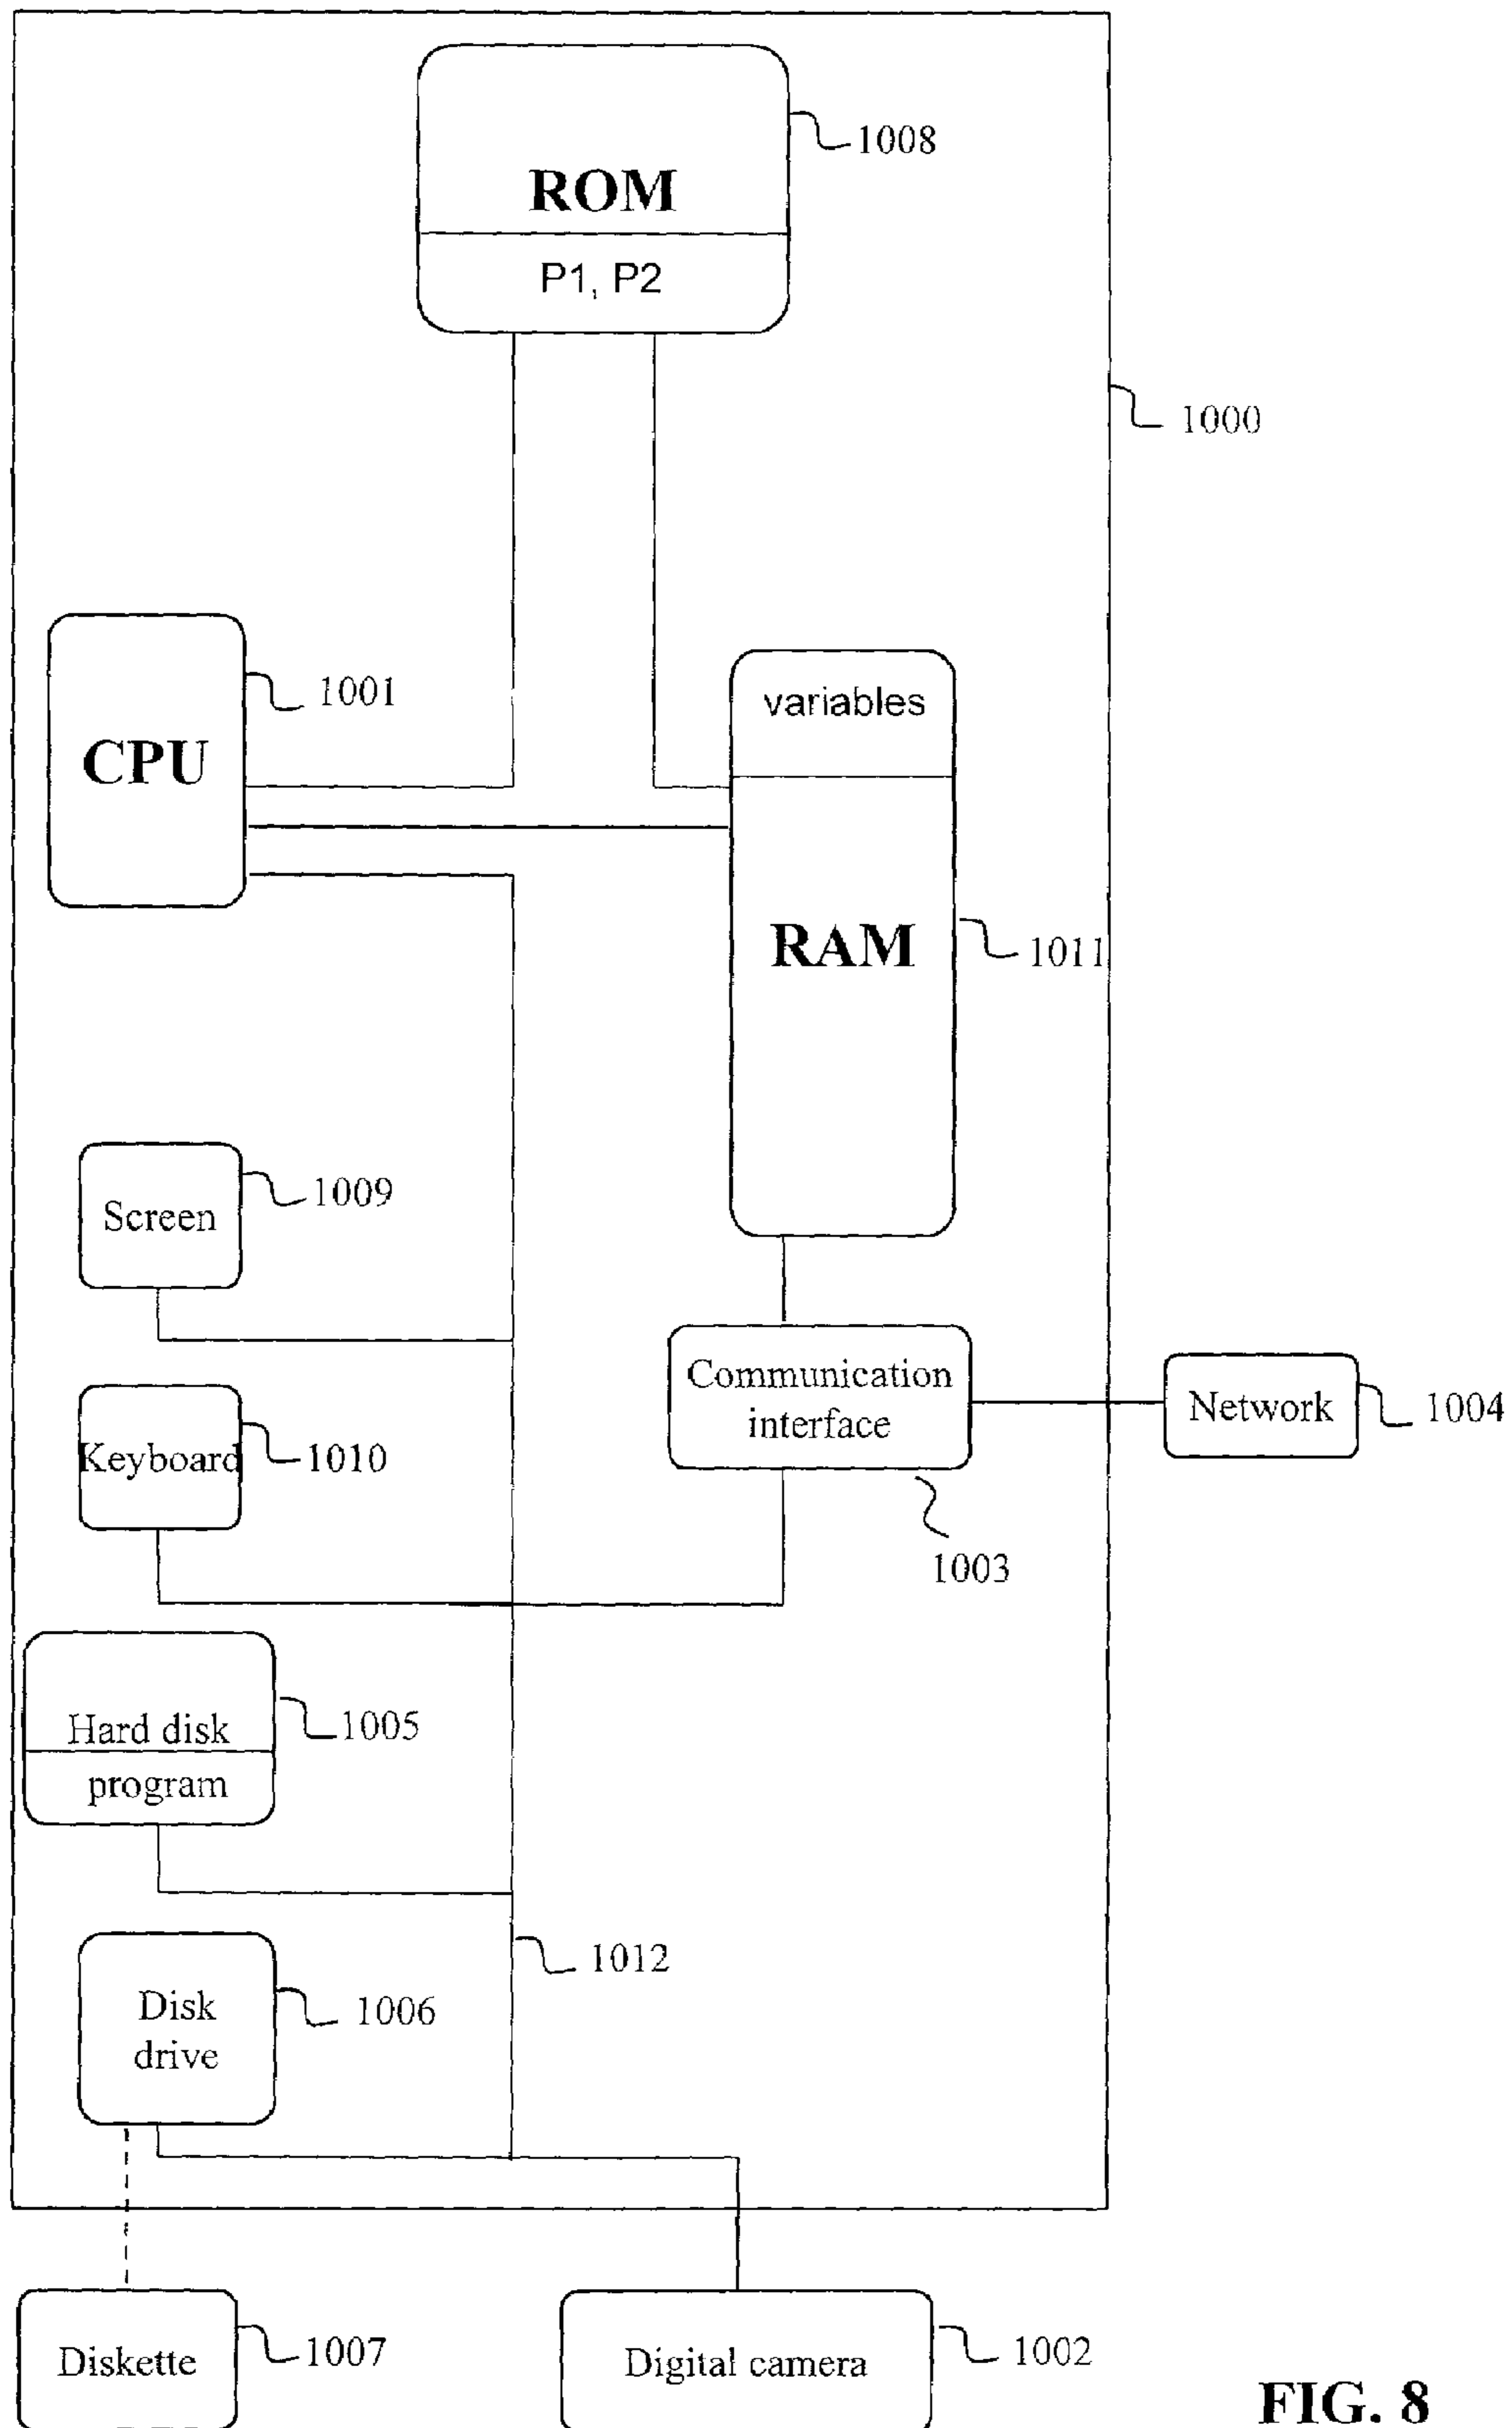 ROM
P1, P2
1008
1000
CPU
1001
variables
RAM
1011
Screen
1009
Communication
interface
1003
Network
1004
Keyboard
1010
Hard disk
program
1005
1012
Disk
drive
1006
Diskette
1007
Digital camera
1002
FIG. 8